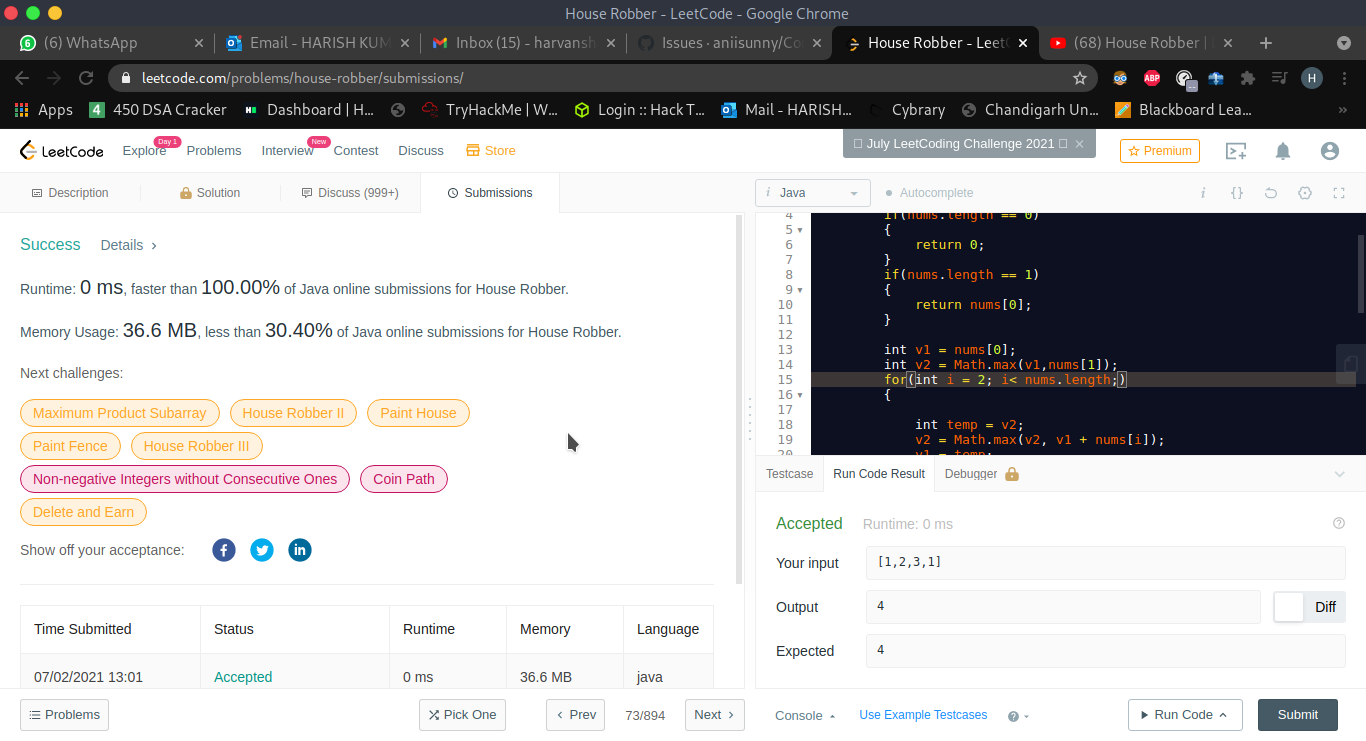 House Robber - LeetCode - Google Chrome
(6) WhatsApp
Email - HARISH KUM
Inbox (15) - harvansh
Issues · aniisunny/Co
House Robber - LeetC
(68) House Robber |
leetcode.com/problems/house-robber/submissions/
ABP
H
Apps
4 450 DSA Cracker
Dashboard | H...
TryHackMe | W...
Login :: Hack T...
Mail - HARISH...
Cybrary
Chandigarh Un...
Blackboard Lea...
»
LeetCode
Explore
Day 1
Problems
Interview
New
Contest
Discuss
Store
July LeetCoding Challenge 2021
Premium
Description
Solution
Discuss (999+)
Submissions
i Java
Autocomplete
Success
Details ›
Runtime: 0 ms, faster than 100.00% of Java online submissions for House Robber.
Memory Usage: 36.6 MB, less than 30.40% of Java online submissions for House Robber.
Next challenges:
Maximum Product Subarray
House Robber II
Paint House
Paint Fence
House Robber III
Non-negative Integers without Consecutive Ones
Coin Path
Delete and Earn
Show off your acceptance:
Time Submitted Status Runtime Memory Language
07/02/2021 13:01 Accepted 0 ms 36.6 MB java
4 if(nums.length == 0)
5 {
6 return 0;
7 }
8 if(nums.length == 1)
9 {
10 return nums[0];
11 }
12
13 int v1 = nums[0];
14 int v2 = Math.max(v1,nums[1]);
15 for(int i = 2; i< nums.length;)
16 {
17
18 int temp = v2;
19 v2 = Math.max(v2, v1 + nums[i]);
20 v1 = temp;
Testcase
Run Code Result
Debugger
Accepted
Runtime: 0 ms
Your input
[1,2,3,1]
Output
4
Diff
Expected
4
Problems
Pick One
‹ Prev
73/894
Next ›
Console
Use Example Testcases
Run Code
Submit